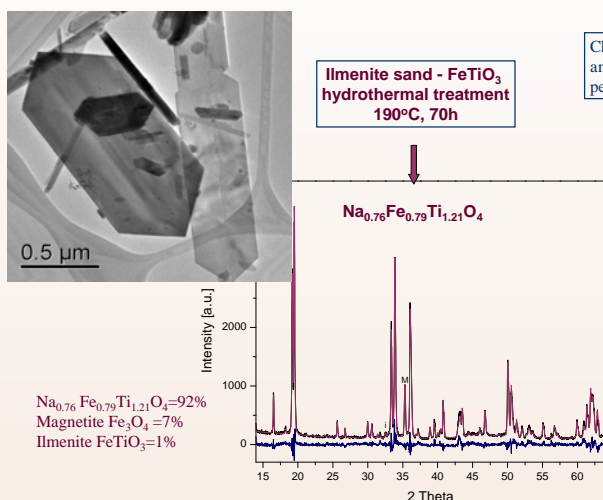 0.5 µm
Ilmenite sand - FeTiO₃
hydrothermal treatment
190ºC, 70h
Na₀.₇₆Fe₀.₇₉Ti₁.₂₁O₄
Intensity [a.u.]
2000
1000
0
M
15 20 25 30 35 40 45 50 55 60
2 Theta
Na₀.₇₆ Fe₀.₇₉Ti₁.₂₁O₄=92%
Magnetite Fe₃O₄ =7%
Ilmenite FeTiO₃=1%